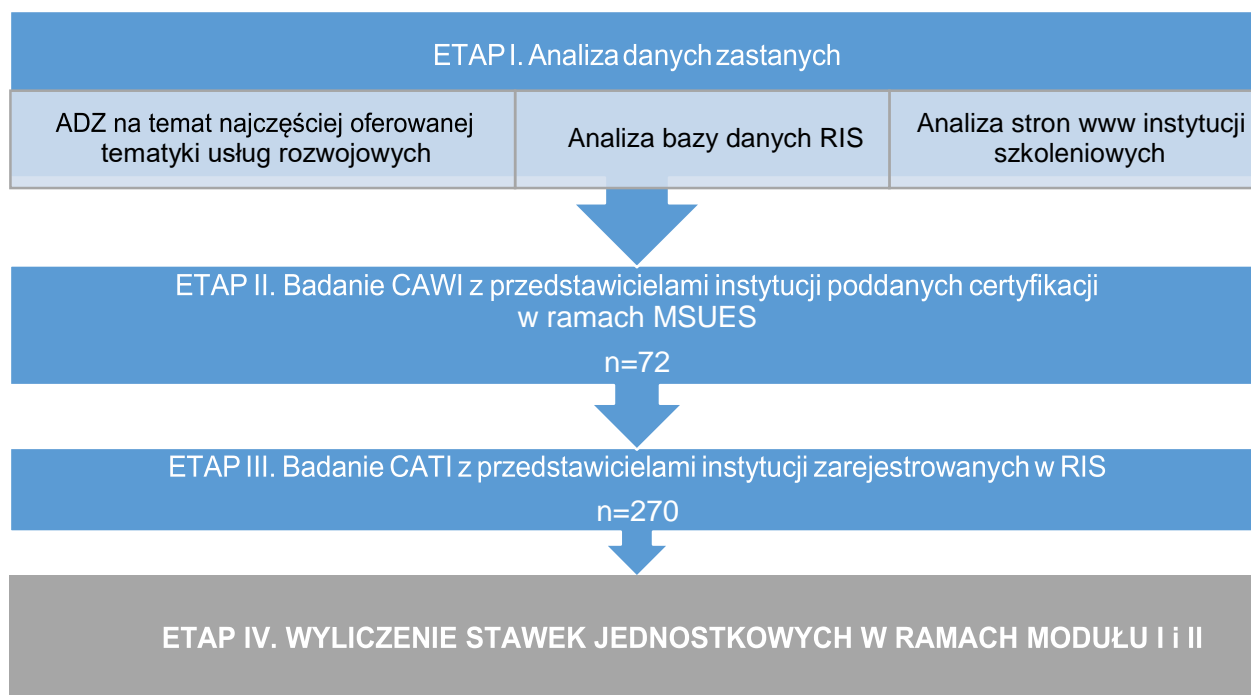 ETAP I. Analiza danych zastanych
ADZ na temat najczęściej oferowanej
tematyki usług rozwojowych
Analiza bazy danych RIS
Analiza stron www instytucji
szkoleniowych
ETAP II. Badanie CAWI z przedstawicielami instytucji poddanych certyfikacji
w ramach MSUES
n=72
ETAP III. Badanie CATI z przedstawicielami instytucji zarejestrowanych w RIS
n=270
ETAP IV. WYLICZENIE STAWEK JEDNOSTKOWYCH W RAMACH MODUŁU I i II